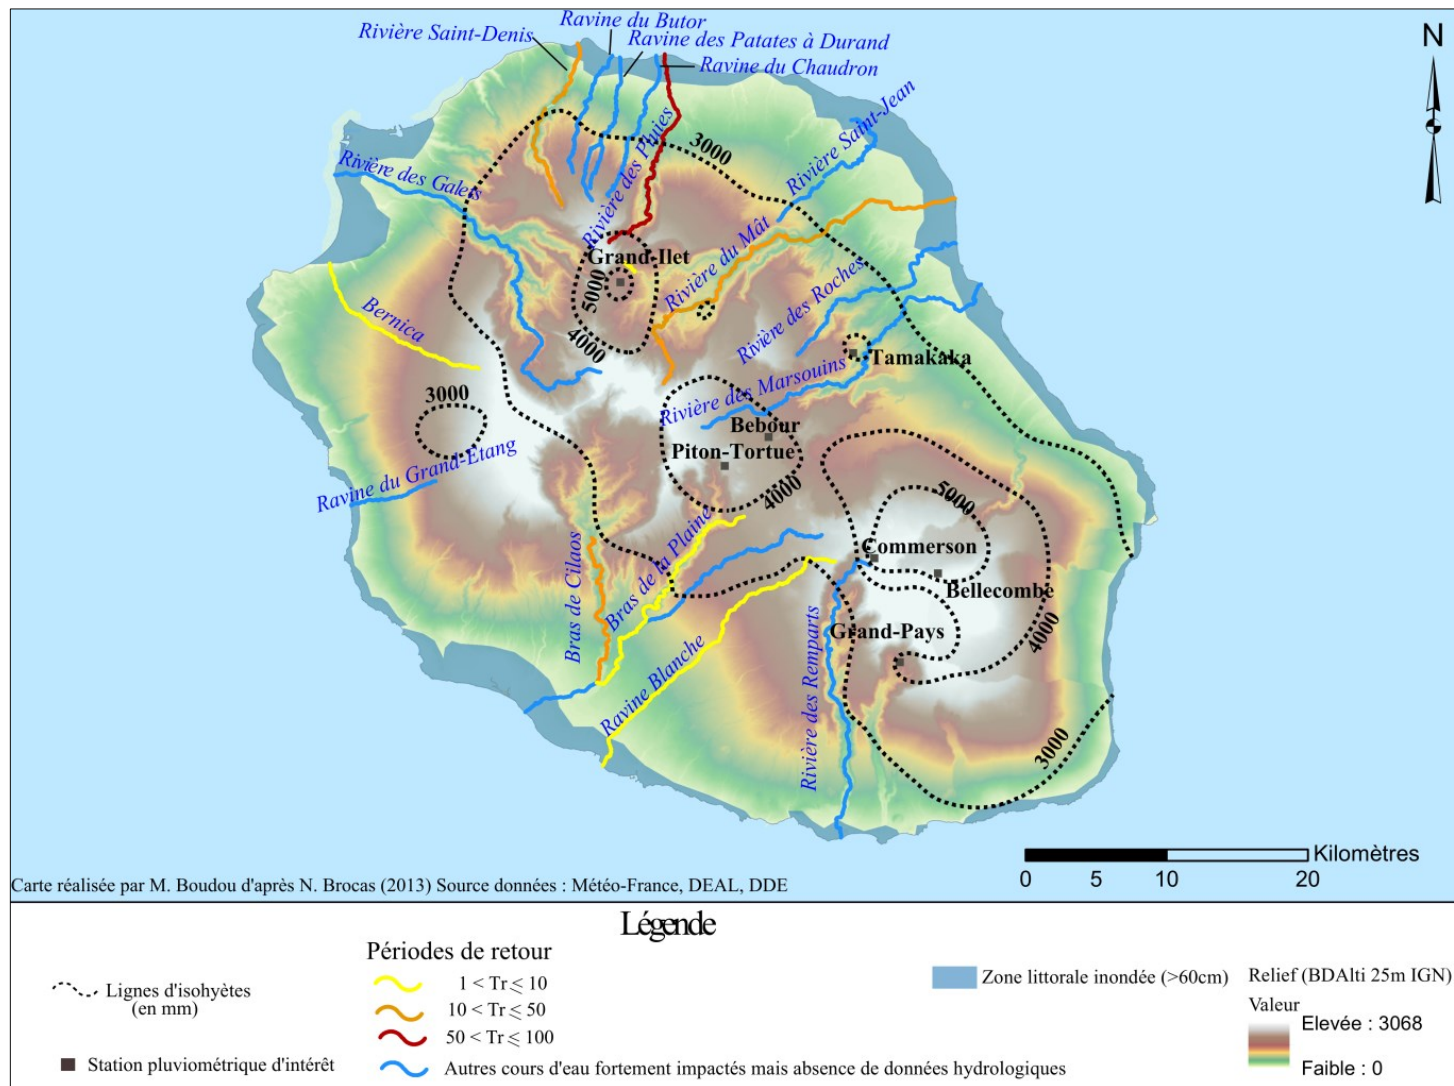 Ravine du Butor
Rivière Saint-Denis
Ravine des Patates à Durand
Ravine du Chaudron
N
Rivière Saint-Jean
3000
Rivière des Galets
Rivière des Pluies
Grand-Ilet
5000
4000
Rivière du Mât
Rivière des Roches
Bernica
Tamakaka
Rivière des Marsouins
3000
Bebour
Piton-Tortue
4000
Ravine du Grand-Etang
5000
Commerson
Bellecombe
Bras de Cilaos
Bras de la Plaine
Grand-Pays
4000
Ravine Blanche
Rivière des Remparts
3000
Kilomètres
0 5 10 20
Carte réalisée par M. Boudou d'après N. Brocas (2013) Source données : Météo-France, DEAL, DDE
Légende
Périodes de retour
Lignes d'isohyètes
(en mm)
Station pluviométrique d'intérêt
1 < Tr ≤ 10
10 < Tr ≤ 50
50 < Tr ≤ 100
Autres cours d'eau fortement impactés mais absence de données hydrologiques
Zone littorale inondée (>60cm)
Relief (BDAlti 25m IGN)
Valeur
Elevée : 3068
Faible : 0